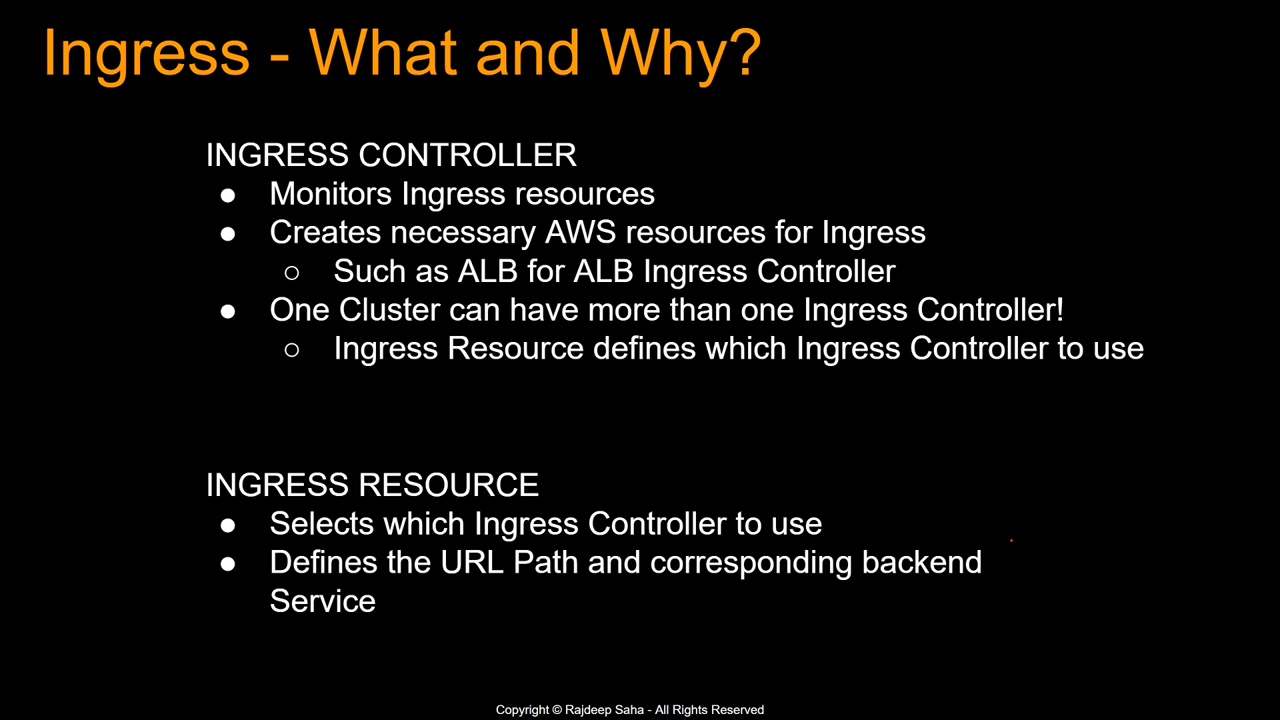 Ingress - What and Why?
INGRESS CONTROLLER
● Monitors Ingress resources
● Creates necessary AWS resources for Ingress
○ Such as ALB for ALB Ingress Controller
● One Cluster can have more than one Ingress Controller!
○ Ingress Resource defines which Ingress Controller to use
INGRESS RESOURCE
● Selects which Ingress Controller to use
● Defines the URL Path and corresponding backend
Service
Copyright © Rajdeep Saha - All Rights Reserved